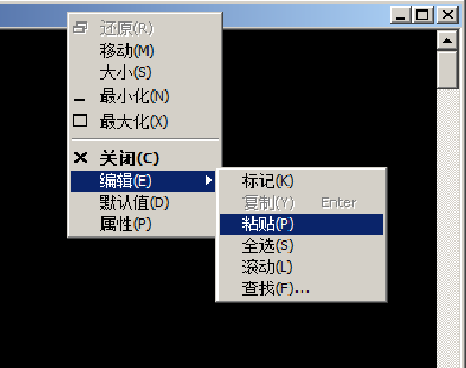 还原(R)
移动(M)
大小(S)
最小化(N)
最大化(X)
关闭(C)
编辑(E)
默认值(D)
属性(P)
标记(K)
复制(Y) Enter
粘贴(P)
全选(S)
滚动(L)
查找(F)...